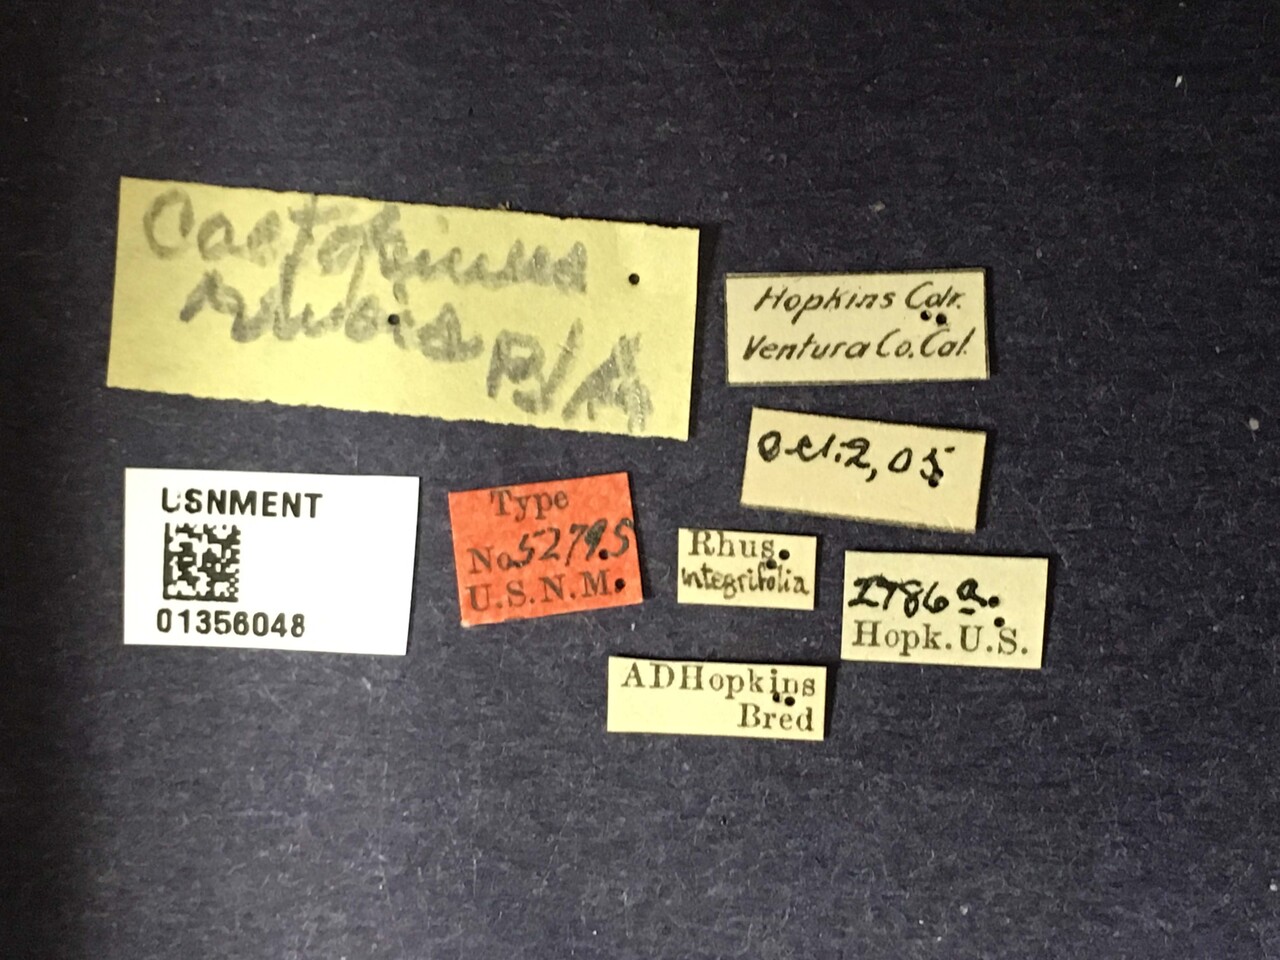 Cactopinus
rhois
Hopkins Colr.
Ventura Co. Cal.
Oct. 2, 05
USNMENT
01356048
Type
No. 52795
U.S.N.M.
Rhus.
integrifolia
2786 a.
Hopk. U.S.
ADHopkins
Bred